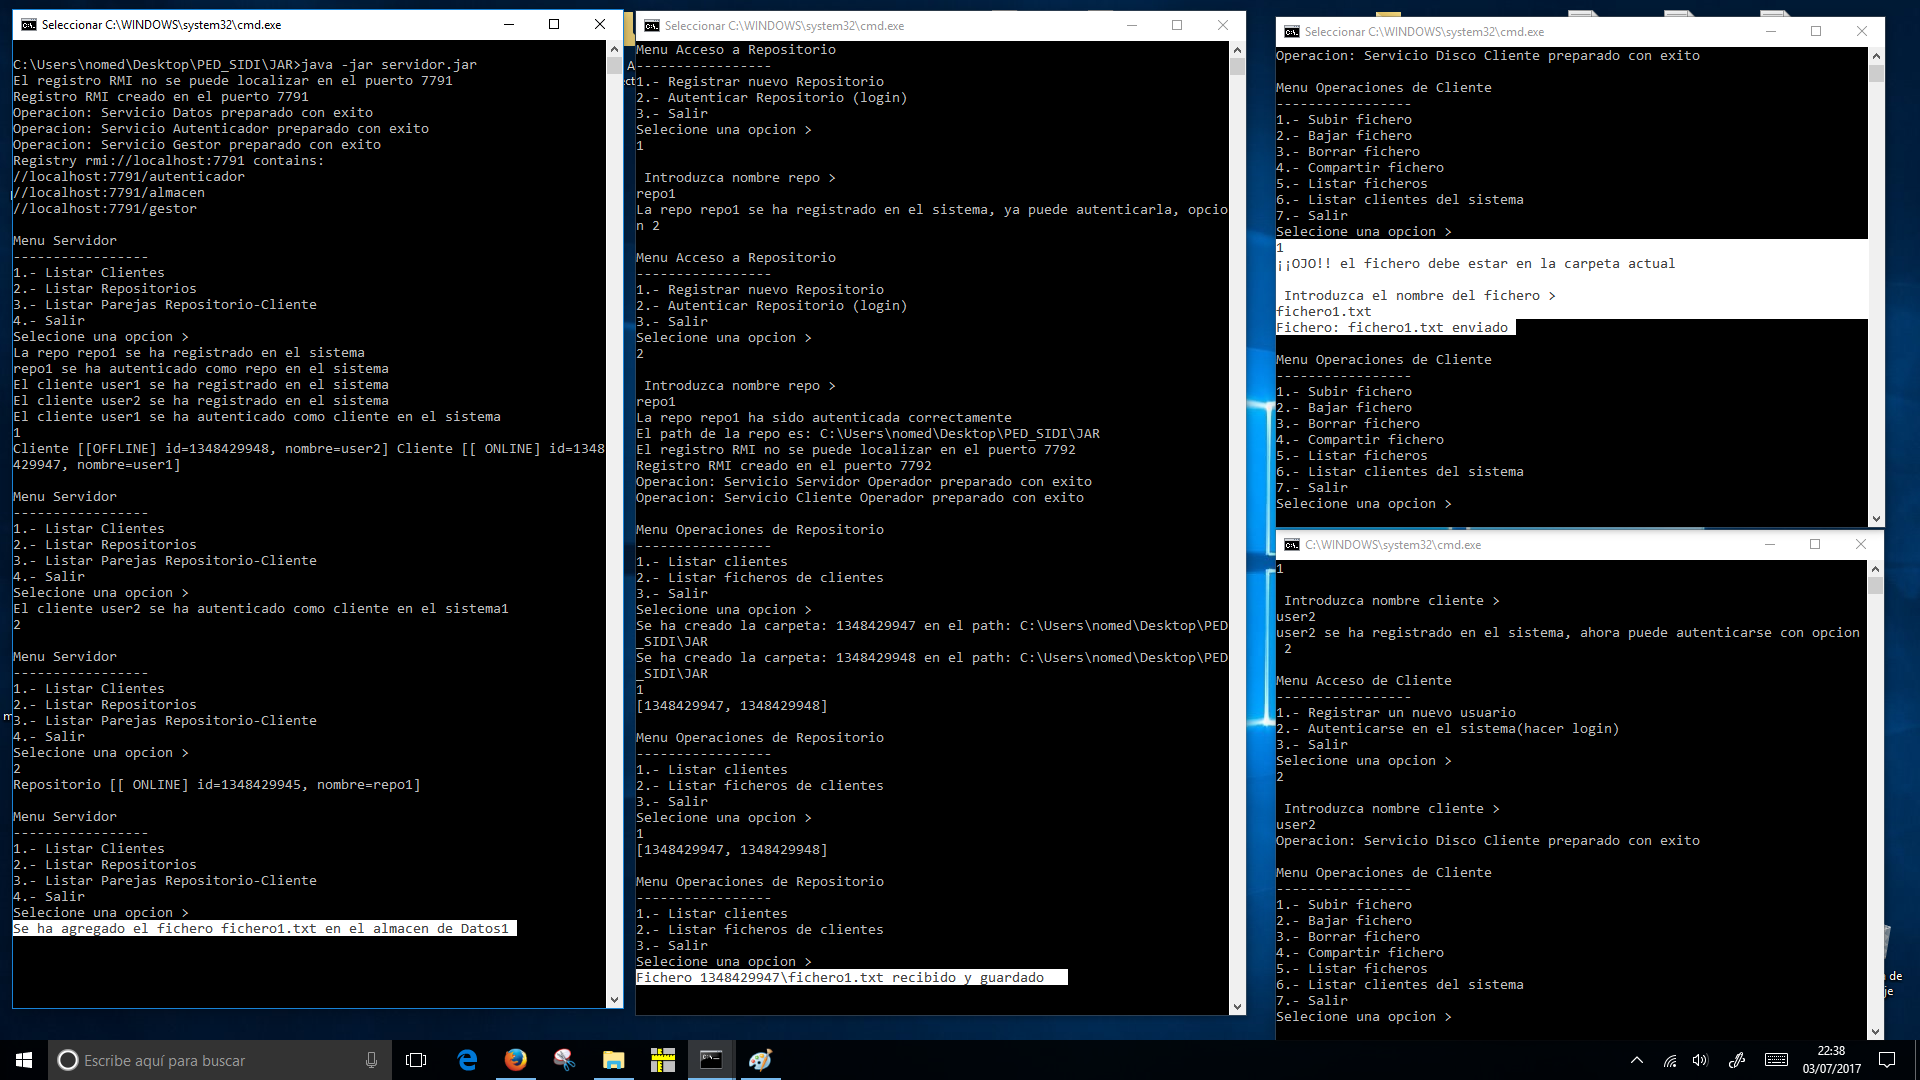 Seleccionar C:\WINDOWS\system32\cmd.exe
C:\Users\nomed\Desktop\PED_SIDI\JAR>java -jar servidor.jar
El registro RMI no se puede localizar en el puerto 7791
Registro RMI creado en el puerto 7791
Operacion: Servicio Datos preparado con exito
Operacion: Servicio Autenticador preparado con exito
Operacion: Servicio Gestor preparado con exito
Registry rmi://localhost:7791 contains:
//localhost:7791/autenticador
//localhost:7791/almacen
//localhost:7791/gestor
Menu Servidor
-----------------
1.- Listar Clientes
2.- Listar Repositorios
3.- Listar Parejas Repositorio-Cliente
4.- Salir
Selecione una opcion >
La repo repo1 se ha registrado en el sistema
repo1 se ha autenticado como repo en el sistema
El cliente user1 se ha registrado en el sistema
El cliente user2 se ha registrado en el sistema
El cliente user1 se ha autenticado como cliente en el sistema
1
Cliente [[OFFLINE] id=1348429948, nombre=user2] Cliente [[ ONLINE] id=1348
429947, nombre=user1]
Menu Servidor
-----------------
1.- Listar Clientes
2.- Listar Repositorios
3.- Listar Parejas Repositorio-Cliente
4.- Salir
Selecione una opcion >
El cliente user2 se ha autenticado como cliente en el sistema1
2
Menu Servidor
-----------------
1.- Listar Clientes
2.- Listar Repositorios
3.- Listar Parejas Repositorio-Cliente
4.- Salir
Selecione una opcion >
2
Repositorio [[ ONLINE] id=1348429945, nombre=repo1]
Menu Servidor
-----------------
1.- Listar Clientes
2.- Listar Repositorios
3.- Listar Parejas Repositorio-Cliente
4.- Salir
Selecione una opcion >
Se ha agregado el fichero fichero1.txt en el almacen de Datos1
Seleccionar C:\WINDOWS\system32\cmd.exe
Menu Acceso a Repositorio
-----------------
1.- Registrar nuevo Repositorio
2.- Autenticar Repositorio (login)
3.- Salir
Selecione una opcion >
1
Introduzca nombre repo >
repo1
La repo repo1 se ha registrado en el sistema, ya puede autenticarla, opcio
n 2
Menu Acceso a Repositorio
-----------------
1.- Registrar nuevo Repositorio
2.- Autenticar Repositorio (login)
3.- Salir
Selecione una opcion >
2
Introduzca nombre repo >
repo1
La repo repo1 ha sido autenticada correctamente
El path de la repo es: C:\Users\nomed\Desktop\PED_SIDI\JAR
El registro RMI no se puede localizar en el puerto 7792
Registro RMI creado en el puerto 7792
Operacion: Servicio Servidor Operador preparado con exito
Operacion: Servicio Cliente Operador preparado con exito
Menu Operaciones de Repositorio
-----------------
1.- Listar clientes
2.- Listar ficheros de clientes
3.- Salir
Selecione una opcion >
Se ha creado la carpeta: 1348429947 en el path: C:\Users\nomed\Desktop\PED
_SIDI\JAR
Se ha creado la carpeta: 1348429948 en el path: C:\Users\nomed\Desktop\PED
_SIDI\JAR
1
[1348429947, 1348429948]
Menu Operaciones de Repositorio
-----------------
1.- Listar clientes
2.- Listar ficheros de clientes
3.- Salir
Selecione una opcion >
1
[1348429947, 1348429948]
Menu Operaciones de Repositorio
-----------------
1.- Listar clientes
2.- Listar ficheros de clientes
3.- Salir
Selecione una opcion >
Fichero 1348429947\fichero1.txt recibido y guardado
Seleccionar C:\WINDOWS\system32\cmd.exe
Operacion: Servicio Disco Cliente preparado con exito
Menu Operaciones de Cliente
-----------------
1.- Subir fichero
2.- Bajar fichero
3.- Borrar fichero
4.- Compartir fichero
5.- Listar ficheros
6.- Listar clientes del sistema
7.- Salir
Selecione una opcion >
1
¡¡OJO!! el fichero debe estar en la carpeta actual
Introduzca el nombre del fichero >
fichero1.txt
Fichero: fichero1.txt enviado
Menu Operaciones de Cliente
-----------------
1.- Subir fichero
2.- Bajar fichero
3.- Borrar fichero
4.- Compartir fichero
5.- Listar ficheros
6.- Listar clientes del sistema
7.- Salir
Selecione una opcion >
C:\WINDOWS\system32\cmd.exe
1
Introduzca nombre cliente >
user2
user2 se ha registrado en el sistema, ahora puede autenticarse con opcion
2
Menu Acceso de Cliente
-----------------
1.- Registrar un nuevo usuario
2.- Autenticarse en el sistema(hacer login)
3.- Salir
Selecione una opcion >
2
Introduzca nombre cliente >
user2
Operacion: Servicio Disco Cliente preparado con exito
Menu Operaciones de Cliente
-----------------
1.- Subir fichero
2.- Bajar fichero
3.- Borrar fichero
4.- Compartir fichero
5.- Listar ficheros
6.- Listar clientes del sistema
7.- Salir
Selecione una opcion >
de
je
Escribe aquí para buscar
22:38
03/07/2017